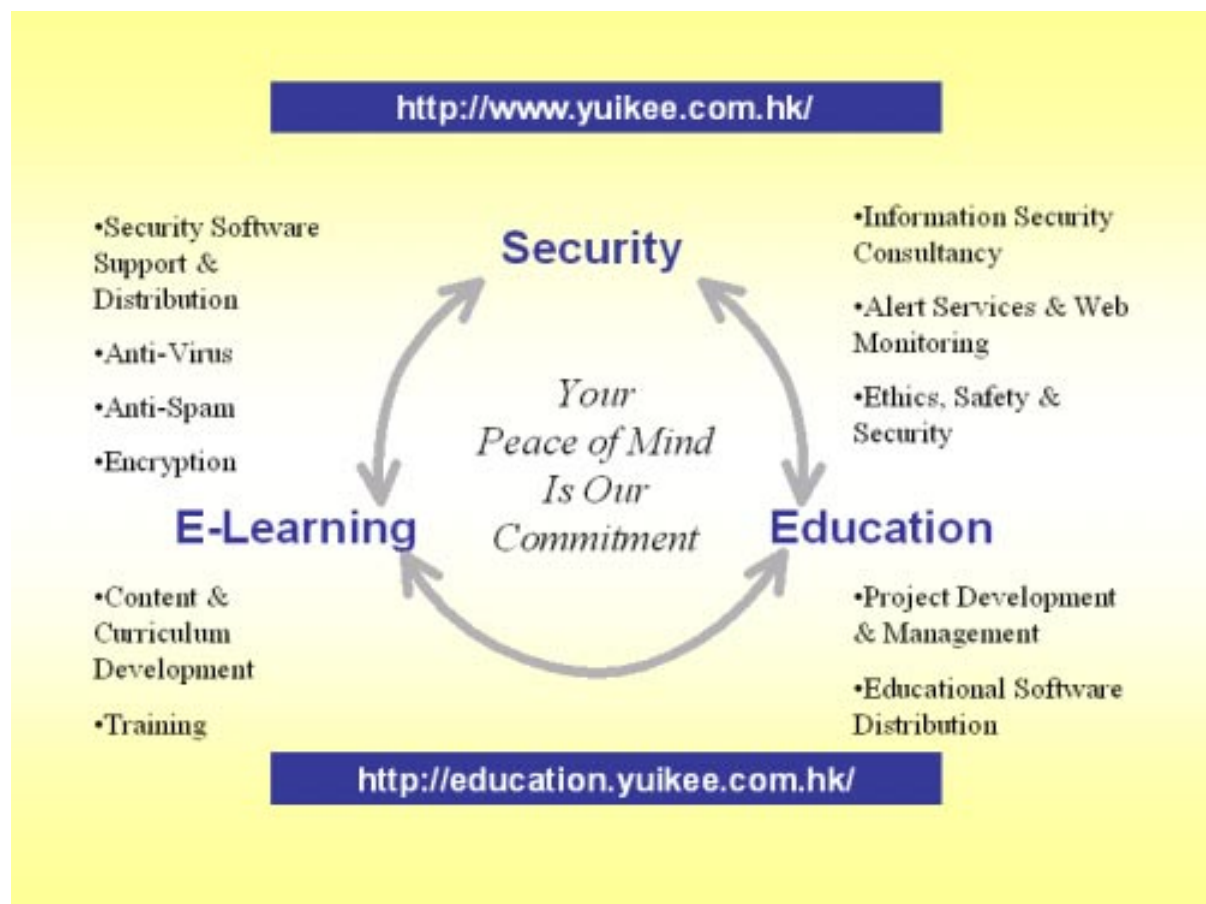 http://www.yuikee.com.hk/
•Security Software
Support &
Distribution
•Anti-Virus
•Anti-Spam
•Encryption
Security
•Information Security
Consultancy
•Alert Services & Web
Monitoring
•Ethics, Safety &
Security
Your
Peace of Mind
Is Our
Commitment
E-Learning
Education
•Content &
Curriculum
Development
•Training
•Project Development
& Management
•Educational Software
Distribution
http://education.yuikee.com.hk/